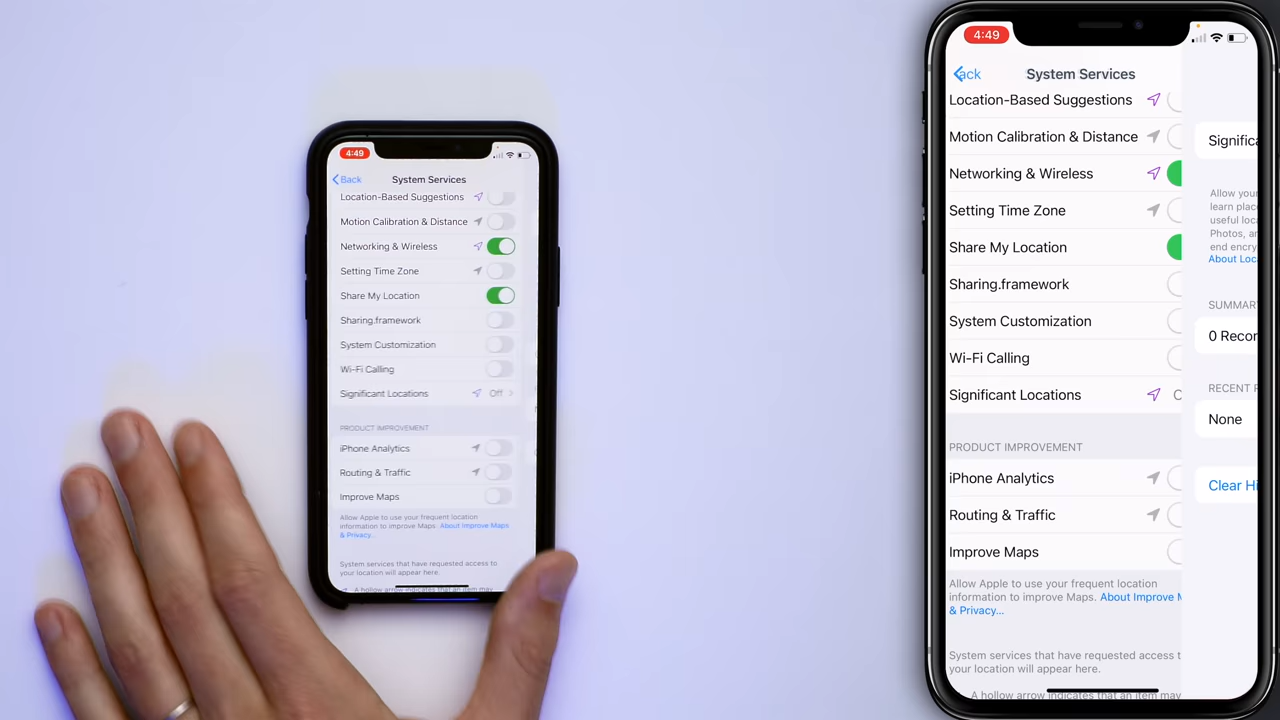 4:49
Back
System Services
Location-Based Suggestions
Motion Calibration & Distance
Networking & Wireless
Setting Time Zone
Share My Location
Sharing.framework
System Customization
Wi-Fi Calling
Significant Locations
Off
PRODUCT IMPROVEMENT
iPhone Analytics
Routing & Traffic
Improve Maps
Allow Apple to use your frequent location
information to improve Maps. About Improve Maps
& Privacy...
System services that have requested access to
your location will appear here.
A hollow arrow indicates that an item may
4:49
ack
System Services
Location-Based Suggestions
Motion Calibration & Distance
Networking & Wireless
Setting Time Zone
Share My Location
Sharing.framework
System Customization
Wi-Fi Calling
Significant Locations
PRODUCT IMPROVEMENT
iPhone Analytics
Routing & Traffic
Improve Maps
Allow Apple to use your frequent location
information to improve Maps. About Improve M
& Privacy...
System services that have requested access t
your location will appear here.
A hollow arrow indicates that an item may
Significa
Allow your
learn place
useful loca
Photos, an
end encry
About Loc
SUMMAR
0 Recor
RECENT R
None
Clear Hi